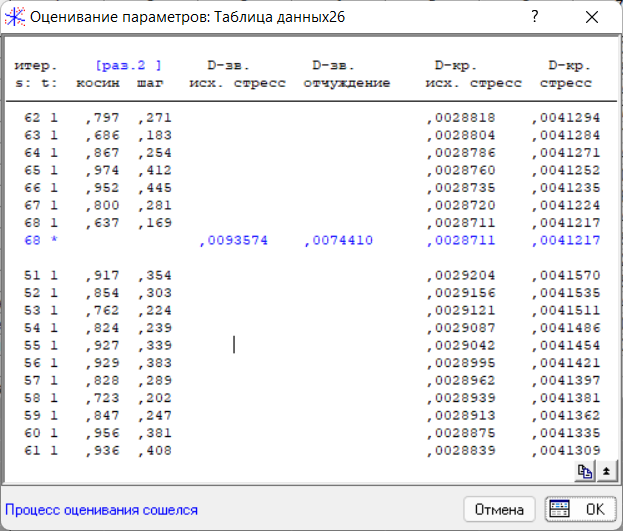 Оценивание параметров: Таблица данных26
итер. [раз.2 ] D-зв. D-зв. D-кр. D-кр.
s: t: косин шаг исх. стресс отчуждение исх. стресс стресс
62 1 ,797 ,271 ,0028818 ,0041294
63 1 ,686 ,183 ,0028804 ,0041284
64 1 ,867 ,254 ,0028786 ,0041271
65 1 ,974 ,412 ,0028760 ,0041252
66 1 ,952 ,445 ,0028735 ,0041235
67 1 ,800 ,281 ,0028720 ,0041224
68 1 ,637 ,169 ,0028711 ,0041217
68 * ,0093574 ,0074410 ,0028711 ,0041217
51 1 ,917 ,354 ,0029204 ,0041570
52 1 ,854 ,303 ,0029156 ,0041535
53 1 ,762 ,224 ,0029121 ,0041511
54 1 ,824 ,239 ,0029087 ,0041486
55 1 ,927 ,339 ,0029042 ,0041454
56 1 ,929 ,383 ,0028995 ,0041421
57 1 ,828 ,289 ,0028962 ,0041397
58 1 ,723 ,202 ,0028939 ,0041381
59 1 ,847 ,247 ,0028913 ,0041362
60 1 ,956 ,381 ,0028875 ,0041335
61 1 ,936 ,408 ,0028839 ,0041309
Процесс оценивания сошелся Отмена OK